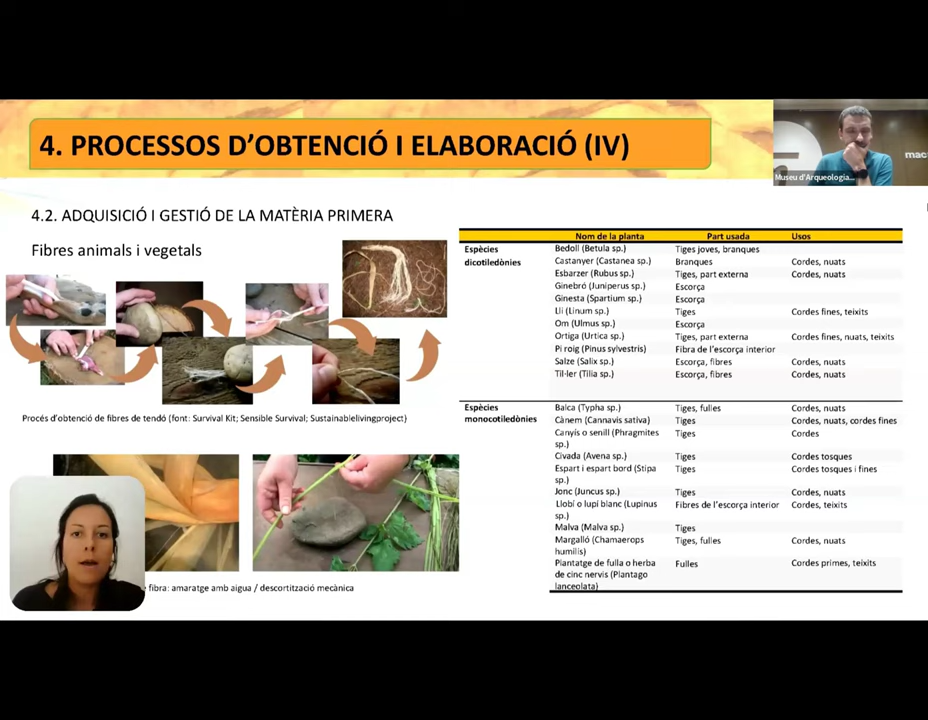 4. PROCESSOS D'OBTENCIÓ I ELABORACIÓ (IV)
Museu d'Arqueologia...
4.2. ADQUISICIÓ I GESTIÓ DE LA MATÈRIA PRIMERA
Fibres animals i vegetals
Procés d'obtenció de fibres de tendó (font: Survival Kit; Sensible Survival; Sustainablelivingproject)
fibra: amaratge amb aigua / descortització mecànica
Nom de la planta Part usada Usos
Espècies dicotiledònies
Bedoll (Betula sp.) Tiges joves, branques
Castanyer (Castanea sp.) Branques Cordes, nuats
Esbarzer (Rubus sp.) Tiges, part externa Cordes, nuats
Ginebró (Juniperus sp.) Escorça
Ginesta (Spartium sp.) Escorça
Lli (Linum sp.) Tiges Cordes fines, teixits
Om (Ulmus sp.) Escorça
Ortiga (Urtica sp.) Tiges, part externa Cordes fines, nuats, teixits
Pi roig (Pinus sylvestris) Fibra de l'escorça interior
Salze (Salix sp.) Escorça, fibres Cordes, nuats
Til·ler (Tilia sp.) Escorça, fibres Cordes, nuats
Espècies monocotiledònies
Balca (Typha sp.) Tiges, fulles Cordes, nuats
Cànem (Cannavis sativa) Tiges Cordes, nuats, cordes fines
Canyís o senill (Phragmites sp.) Tiges Cordes
Civada (Avena sp.) Tiges Cordes tosques
Espart i espart bord (Stipa sp.) Tiges Cordes tosques i fines
Jonc (Juncus sp.) Tiges Cordes, nuats
Llobí o lupí blanc (Lupinus sp.) Fibres de l'escorça interior Cordes, teixits
Malva (Malva sp.) Tiges
Margalló (Chamaerops humilis) Tiges, fulles Cordes, nuats
Plantatge de fulla o herba de cinc nervis (Plantago lanceolata) Fulles Cordes primes, teixits